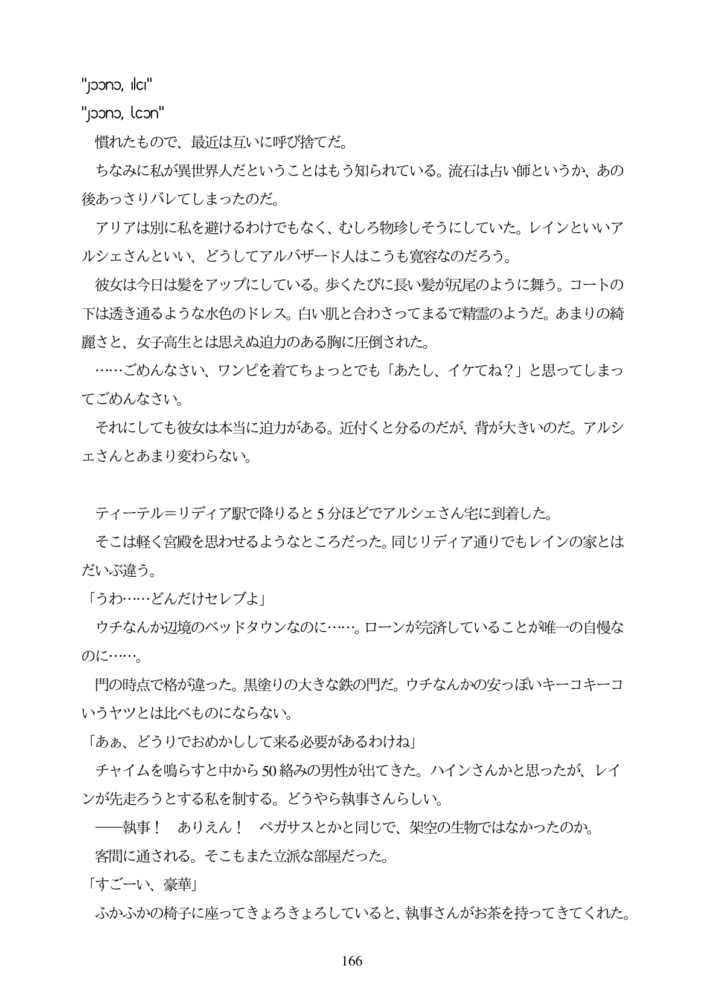 "ȷɔɔnɔ, ılcı"
"ȷɔɔnɔ, lcɔn"
慣れたもので、最近は互いに呼び捨てだ。
ちなみに私が異世界人だということはもう知られている。流石は占い師というか、あの
後あっさりバレてしまったのだ。
アリアは別に私を避けるわけでもなく、むしろ物珍しそうにしていた。レインといいア
ルシェさんといい、どうしてアルバザード人はこうも寛容なのだろう。
彼女は今日は髪をアップにしている。歩くたびに長い髪が尻尾のように舞う。コートの
下は透き通るような水色のドレス。白い肌と合わさってまるで精霊のようだ。あまりの綺
麗さと、女子高生とは思えぬ迫力のある胸に圧倒された。
……ごめんなさい、ワンピを着てちょっとでも「あたし、イケてね？」と思ってしまっ
てごめんなさい。
それにしても彼女は本当に迫力がある。近付くと分るのだが、背が大きいのだ。アルシ
ェさんとあまり変わらない。
ティーテル＝リディア駅で降りると 5 分ほどでアルシェさん宅に到着した。
そこは軽く宮殿を思わせるようなところだった。同じリディア通りでもレインの家とは
だいぶ違う。
「うわ……どんだけセレブよ」
ウチなんか辺境のベッドタウンなのに……。ローンが完済していることが唯一の自慢な
のに……。
門の時点で格が違った。黒塗りの大きな鉄の門だ。ウチなんかの安っぽいキーコキーコ
いうヤツとは比べものにならない。
「あぁ、どうりでおめかしして来る必要があるわけね」
チャイムを鳴らすと中から 50 絡みの男性が出てきた。ハインさんかと思ったが、レイ
ンが先走ろうとする私を制する。どうやら執事さんらしい。
――執事！　ありえん！　ペガサスとかと同じで、架空の生物ではなかったのか。
客間に通される。そこもまた立派な部屋だった。
「すごーい、豪華」
ふかふかの椅子に座ってきょろきょろしていると、執事さんがお茶を持ってきてくれた。
166